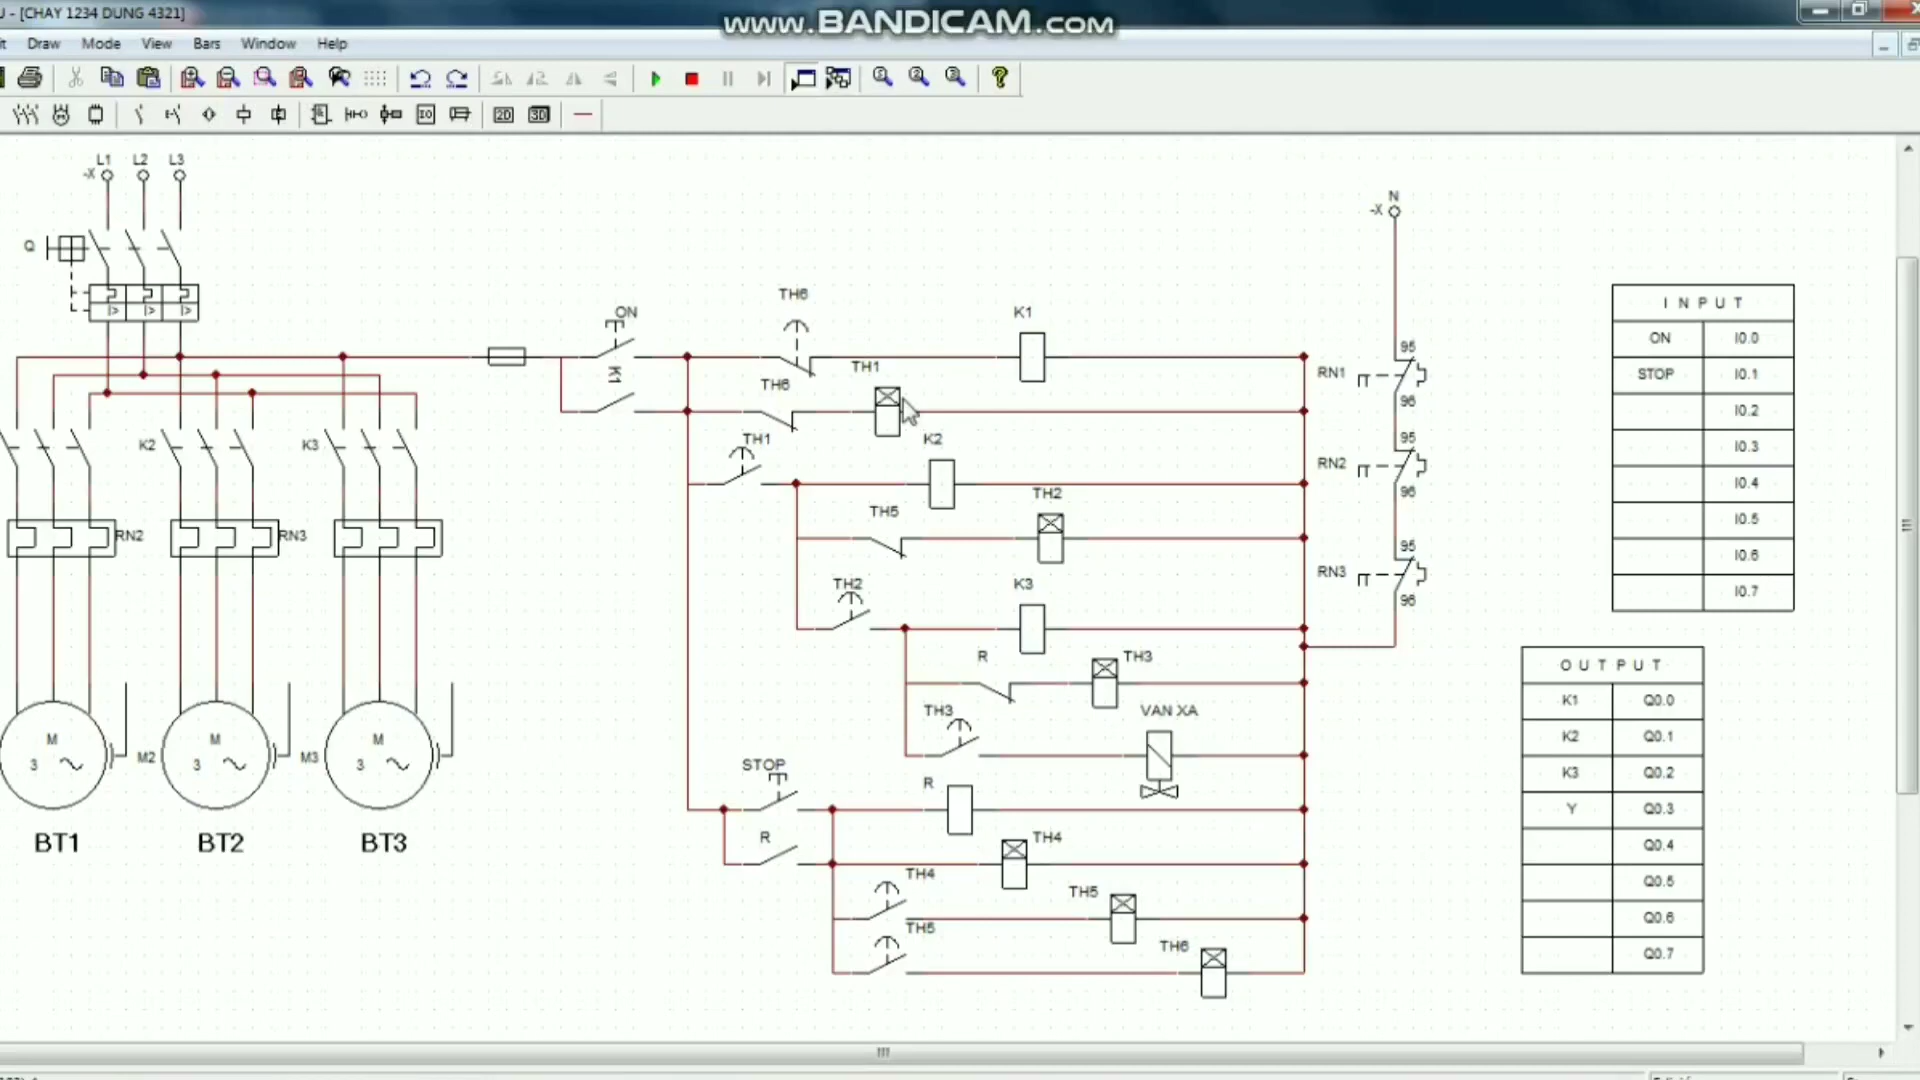 U - [CHAY 1234 DUNG 4321]
WWW.BANDICAM.COM
Draw Mode View Bars Window Help
2D 3D
L1 L2 L3
-X
Q
N
-X
ON
K1
TH6
K1
TH6
TH1
TH1
K2
TH5
TH2
TH2
K3
R
TH3
TH3
VAN XA
STOP
R
R
TH4
TH4
TH5
TH5
TH6
95
RN1
96
95
RN2
96
95
RN3
96
K2
K3
RN2
RN3
M
3
M2
M
3
M3
M
3
BT1
BT2
BT3
INPUT
ON I0.0
STOP I0.1
I0.2
I0.3
I0.4
I0.5
I0.6
I0.7
OUTPUT
K1 Q0.0
K2 Q0.1
K3 Q0.2
Y Q0.3
Q0.4
Q0.5
Q0.6
Q0.7